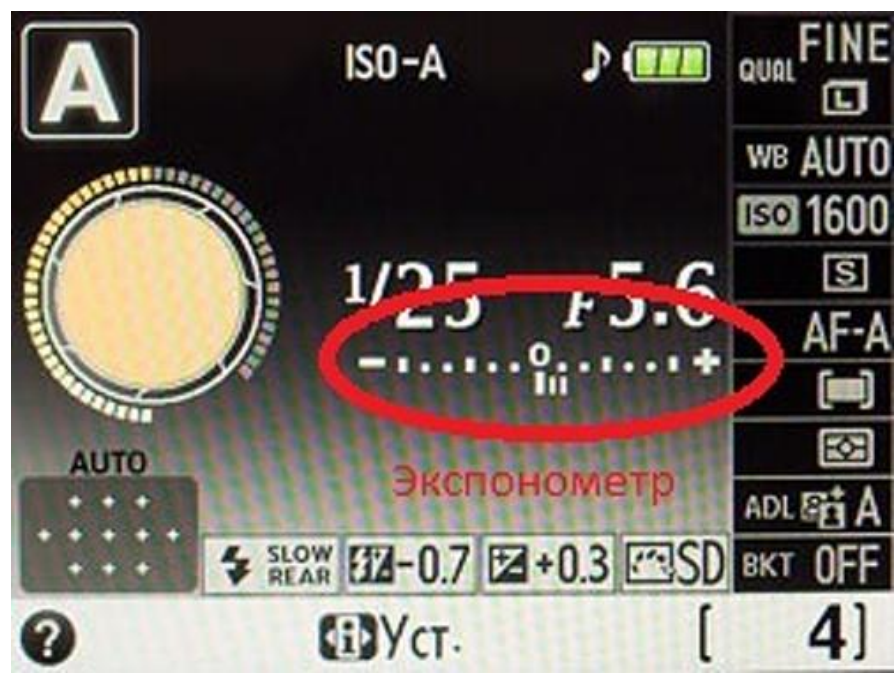 A
ISO-A
QUAL FINE
L
WB AUTO
ISO 1600
S
1/25 F5.6
AF-A
- 0 +
Экспонометр
AUTO
ADL A
SLOW
REAR
-0.7
+0.3
SD
BKT OFF
? i Уст. [ 4]